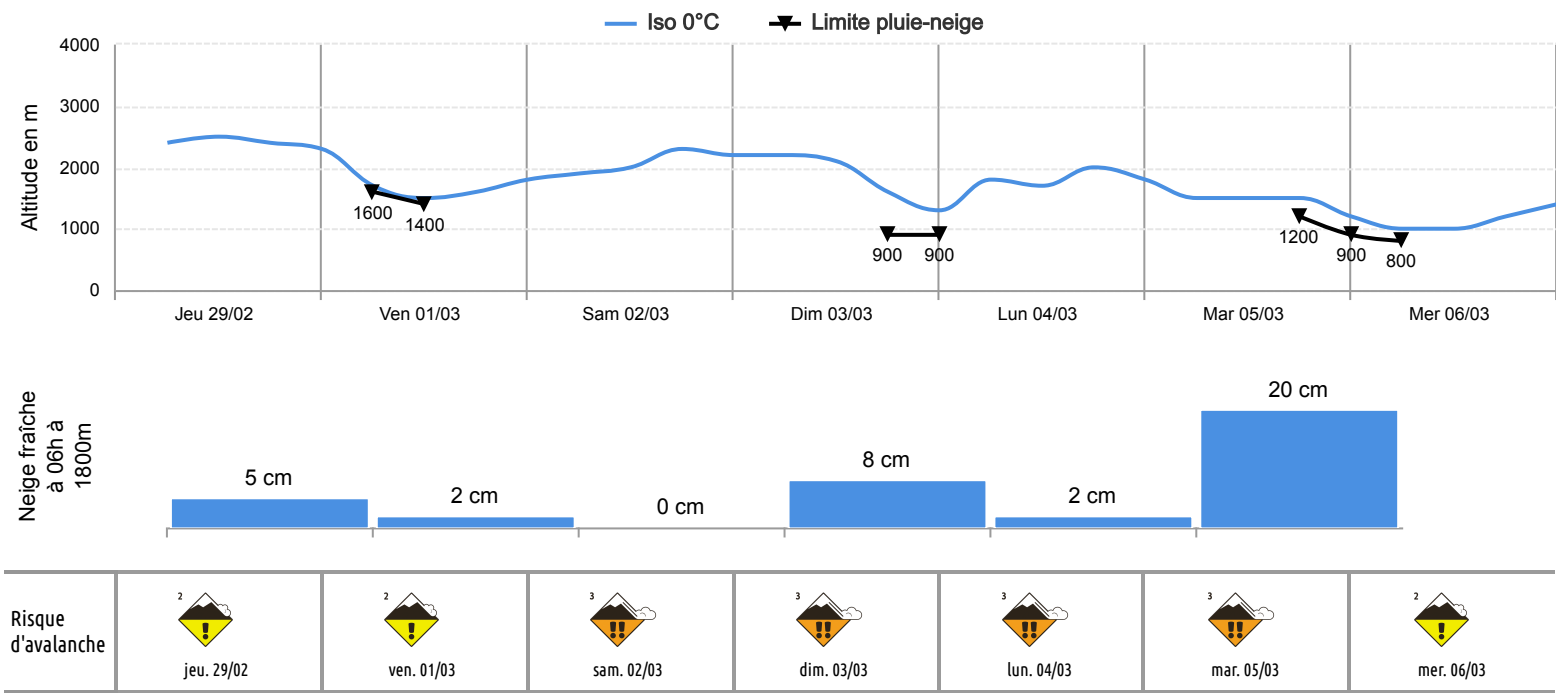 Iso 0°C Limite pluie-neige
Altitude en m
4000
3000
2000
1000
0
1600
1400
900
900
1200
900
800
Jeu 29/02 Ven 01/03 Sam 02/03 Dim 03/03 Lun 04/03 Mar 05/03 Mer 06/03
Neige fraîche
à 06h à
1800m
5 cm 2 cm 0 cm 8 cm 2 cm 20 cm
Risque
d'avalanche
2 2 3 3 3 3 2
! ! !! !! !! !! !
jeu. 29/02 ven. 01/03 sam. 02/03 dim. 03/03 lun. 04/03 mar. 05/03 mer. 06/03